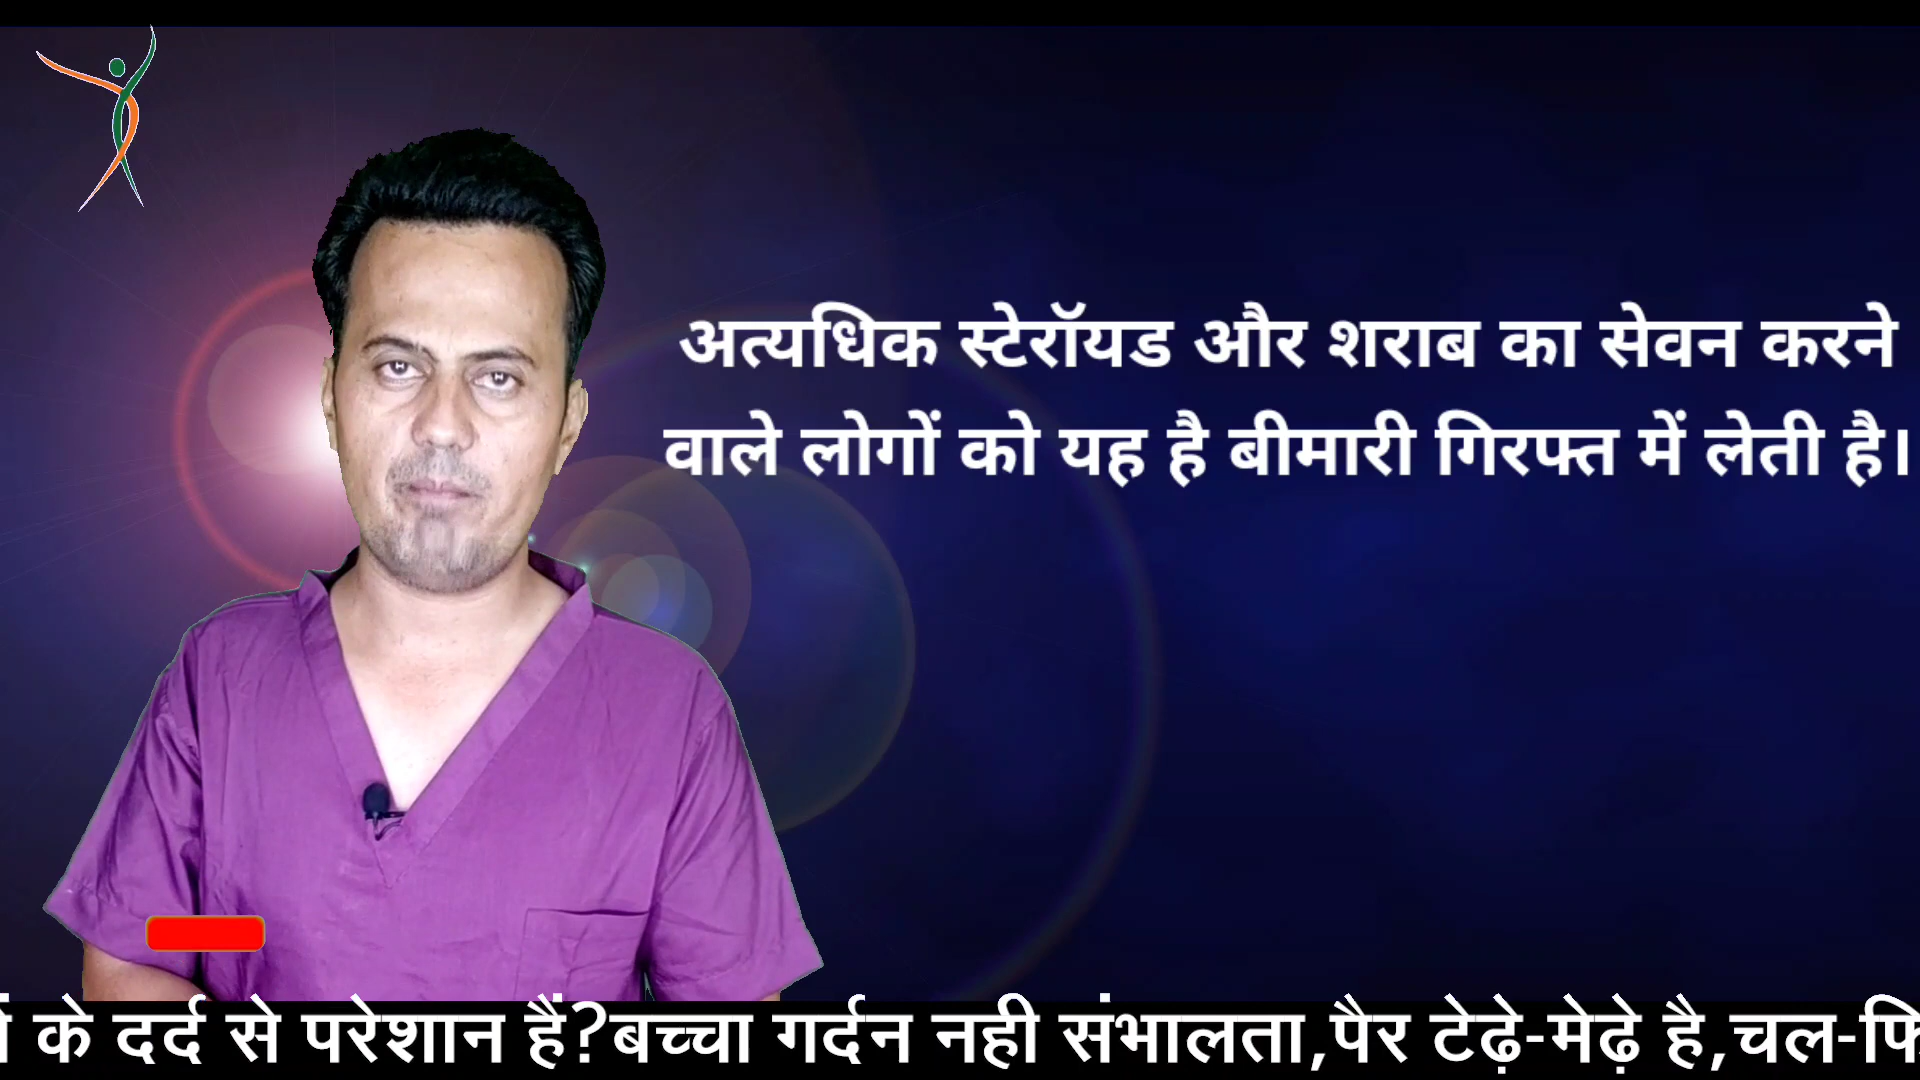 अत्यधिक स्टेरॉयड और शराब का सेवन करने
वाले लोगों को यह है बीमारी गिरफ्त में लेती है।
के दर्द से परेशान हैं?बच्चा गर्दन नही संभालता,पैर टेढ़े-मेढ़े है,चल-